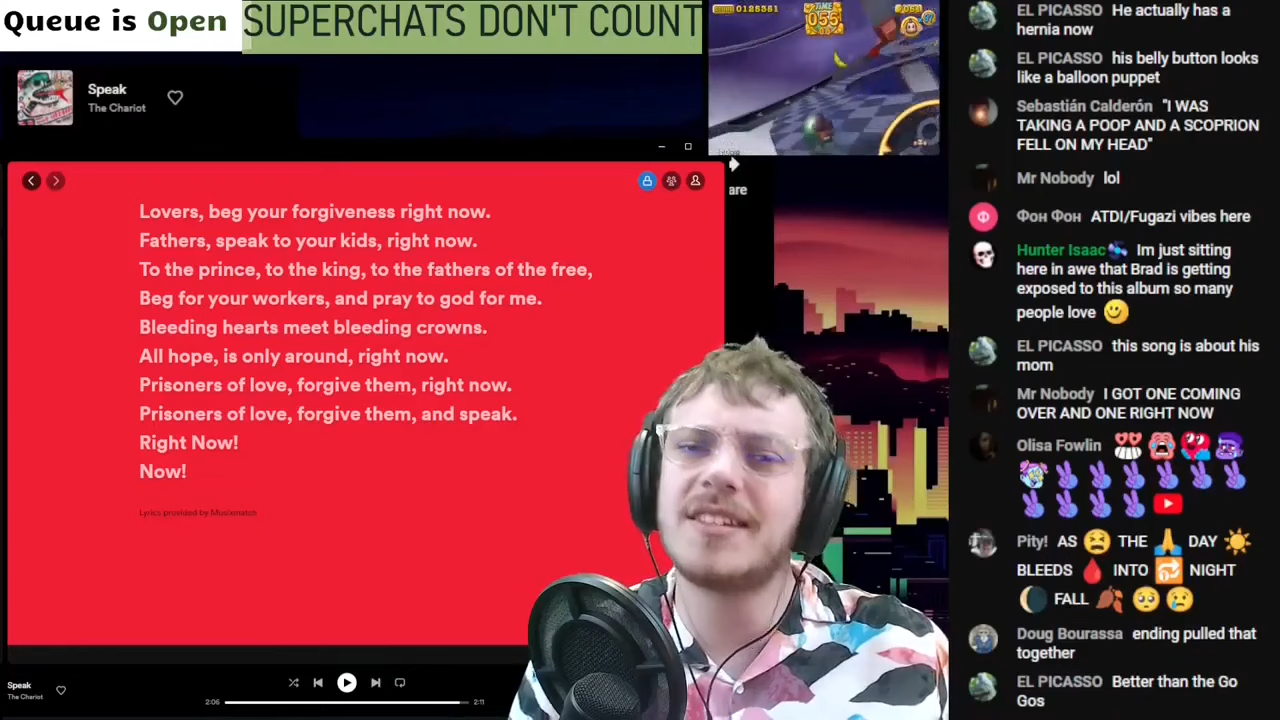 Queue is Open
SUPERCHATS DON'T COUNT
0126351
TIME
055
Speak
The Chariot
are
Lovers, beg your forgiveness right now.
Fathers, speak to your kids, right now.
To the prince, to the king, to the fathers of the free,
Beg for your workers, and pray to god for me.
Bleeding hearts meet bleeding crowns.
All hope, is only around, right now.
Prisoners of love, forgive them, right now.
Prisoners of love, forgive them, and speak.
Right Now!
Now!
Lyrics provided by Musixmatch
Speak
The Chariot
2:06
2:11
EL PICASSO He actually has a
hernia now
EL PICASSO his belly button looks
like a balloon puppet
Sebastián Calderón "I WAS
TAKING A POOP AND A SCOPRION
FELL ON MY HEAD"
Mr Nobody lol
Фон Фон ATDI/Fugazi vibes here
Hunter Isaac Im just sitting
here in awe that Brad is getting
exposed to this album so many
people love
EL PICASSO this song is about his
mom
Mr Nobody I GOT ONE COMING
OVER AND ONE RIGHT NOW
Olisa Fowlin
Pity! AS 😫 THE 🙏 DAY ☀️
BLEEDS 🩸 INTO 🔂 NIGHT
🌘 FALL 🍂 🥺 😢
Doug Bourassa ending pulled that
together
EL PICASSO Better than the Go
Gos